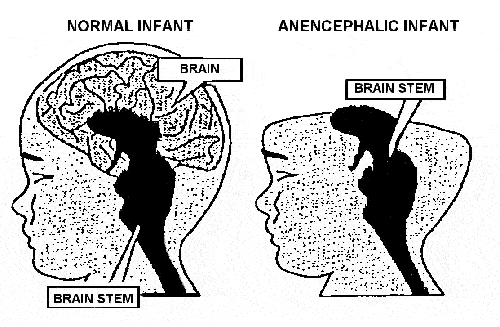 NORMAL INFANT
ANENCEPHALIC INFANT
BRAIN
BRAIN STEM
BRAIN STEM